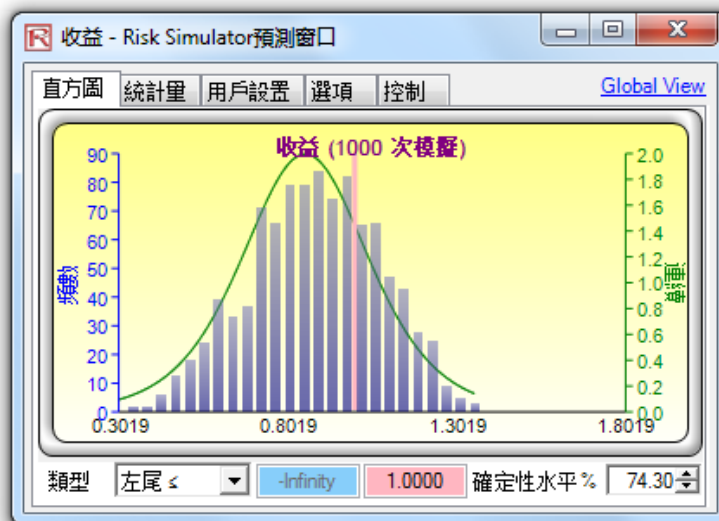 收益 - Risk Simulator預測窗口
直方圖 統計量 用戶設置 選項 控制 Global View
收益 (1000 次模擬)
90 2.0
80 1.8
70 1.6
60 1.4
50 1.2
40 1.0
30 0.8
20 0.6
10 0.4
0 0.2
0.0
頻數
連續
0.3019 0.8019 1.3019 1.8019
類型 左尾 ≤ -Infinity 1.0000 確定性水平 % 74.30